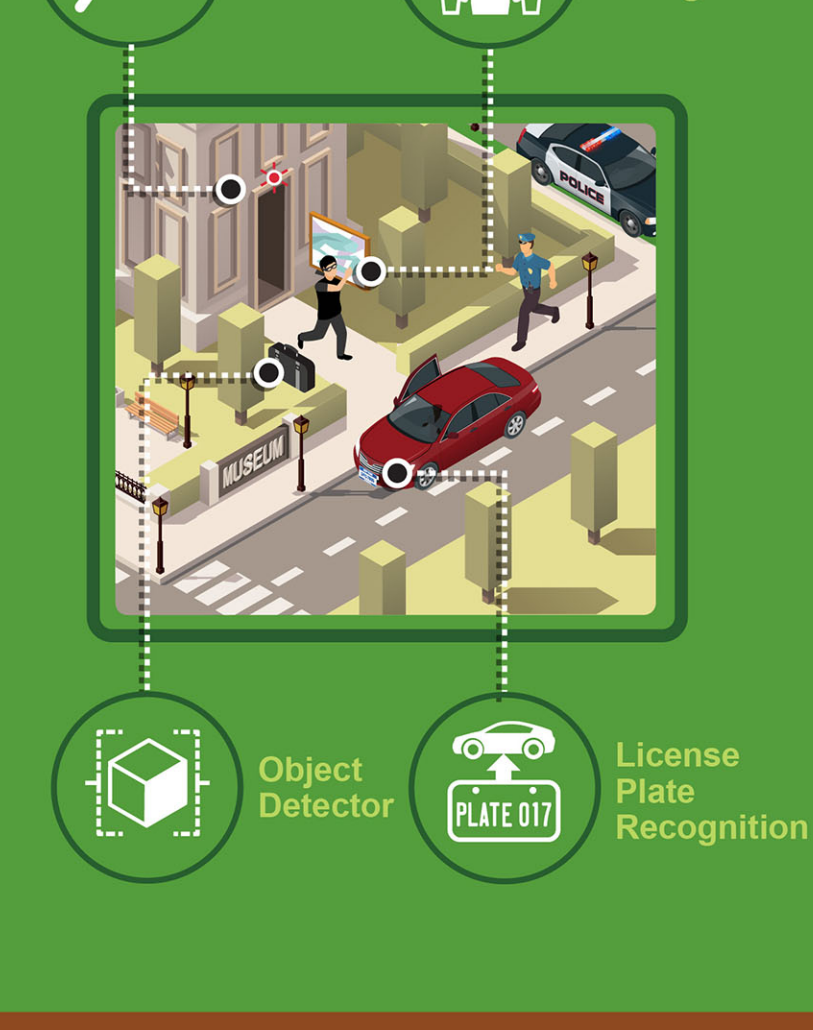 POLICE
MUSEUM
Object
Detector
PLATE 017
License
Plate
Recognition